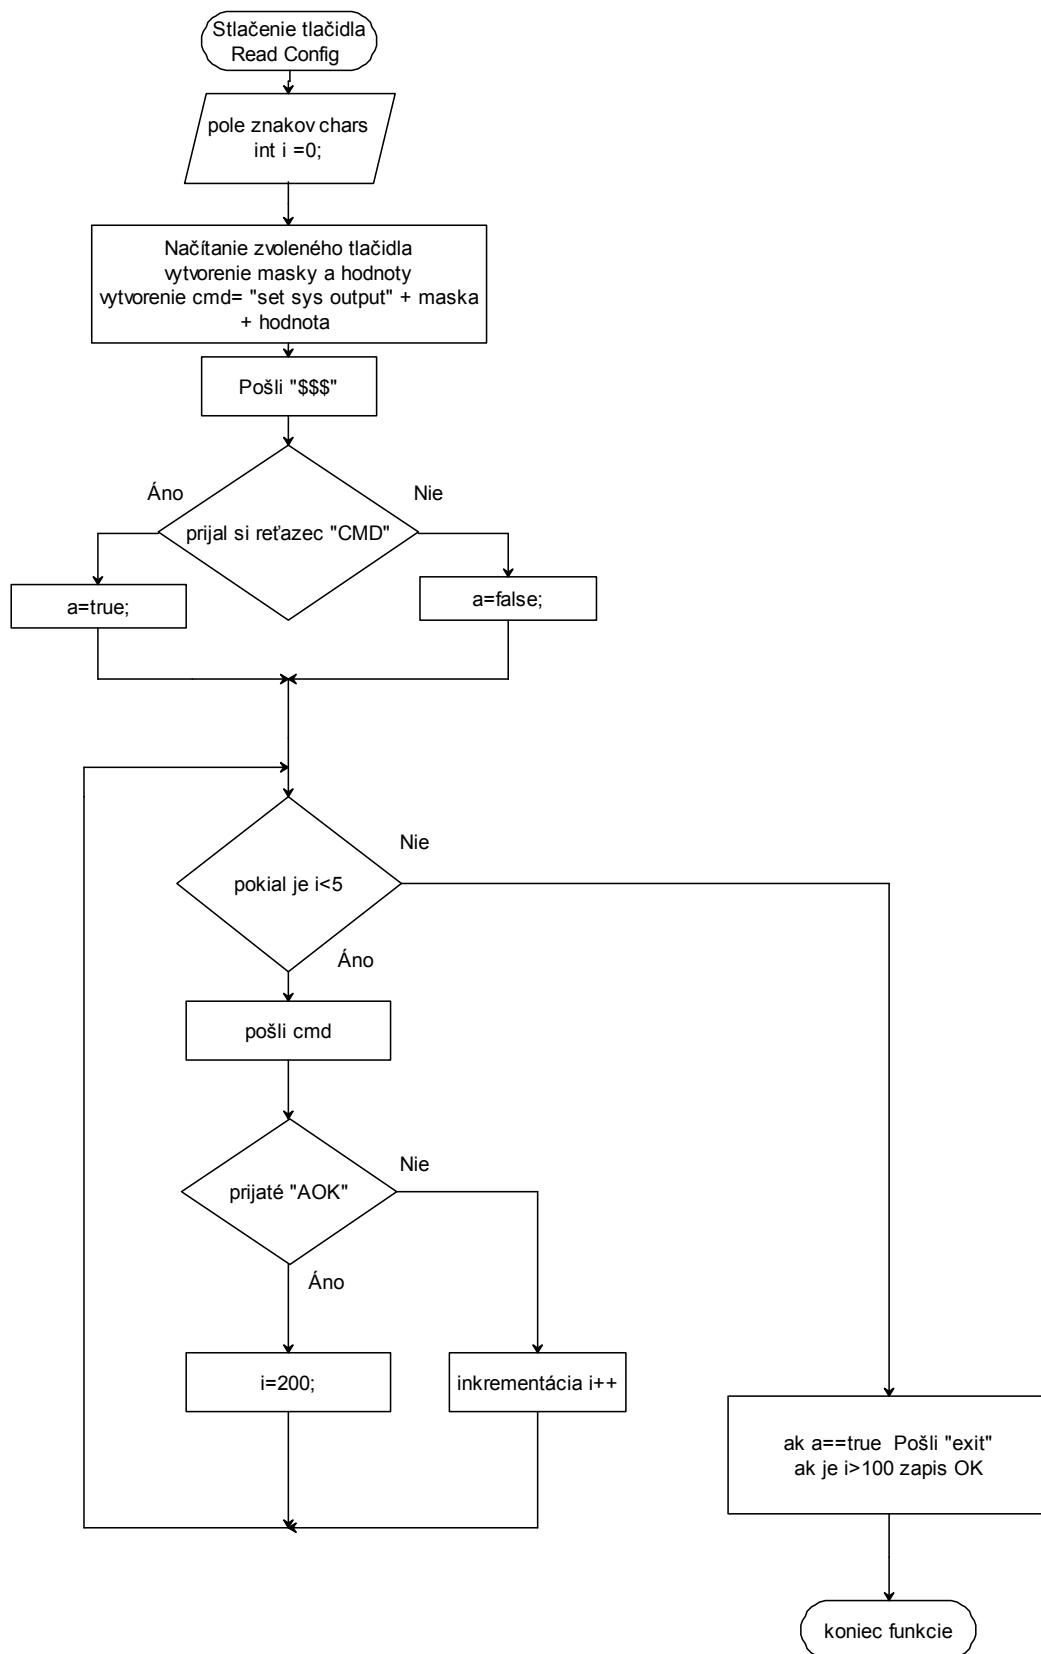 Stlačenie tlačidla
Read Config
pole znakov chars
int i =0;
Načítanie zvoleného tlačidla
vytvorenie masky a hodnoty
vytvorenie cmd= "set sys output" + maska
+ hodnota
Pošli "$$$"
Áno
Nie
prijal si reťazec "CMD"
a=true;
a=false;
Nie
pokial je i<5
Áno
pošli cmd
Nie
prijaté "AOK"
Áno
i=200;
inkrementácia i++
ak a==true Pošli "exit"
ak je i>100 zapis OK
koniec funkcie